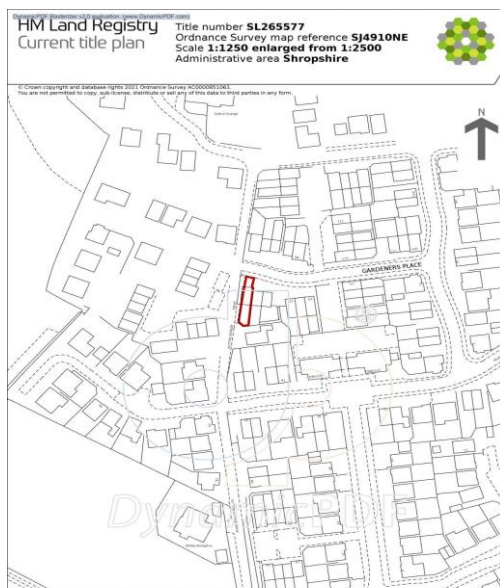 DynamicPDF Rasterizer v2.0 evaluation. [www.DynamicPDF.com]
HM Land Registry
Current title plan
Title number SL265577
Ordnance Survey map reference SJ4910NE
Scale 1:1250 enlarged from 1:2500
Administrative area Shropshire
© Crown copyright and database rights 2021 Ordnance Survey AC0000851063.
You are not permitted to copy, sub-license, distribute or sell any of this data to third parties in any form.
N
GARDENERS PLACE
DynamicPDF